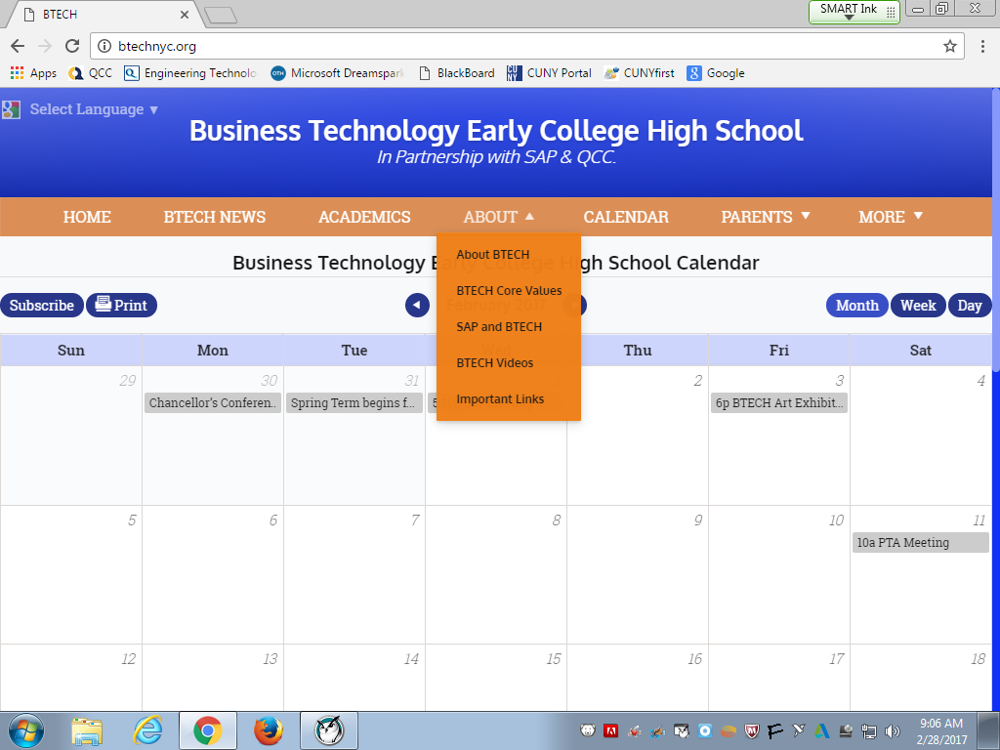 BTECH
SMART Ink
btechnyc.org
Apps QCC Engineering Technolo Microsoft Dreamspark BlackBoard CUNY Portal CUNYfirst Google
Select Language ▼
Business Technology Early College High School
In Partnership with SAP & QCC.
HOME BTECH NEWS ACADEMICS ABOUT CALENDAR PARENTS MORE
Business Technology Early College High School Calendar
About BTECH
BTECH Core Values
SAP and BTECH
BTECH Videos
Important Links
Subscribe Print February 2017 Month Week Day
Sun Mon Tue Wed Thu Fri Sat
29 30 31 2 3 4
Chancellor's Conferen.. Spring Term begins f... 6p BTECH Art Exhibit...
5 6 7 8 9 10 11
10a PTA Meeting
12 13 14 15 16 17 18
9:06 AM
2/28/2017